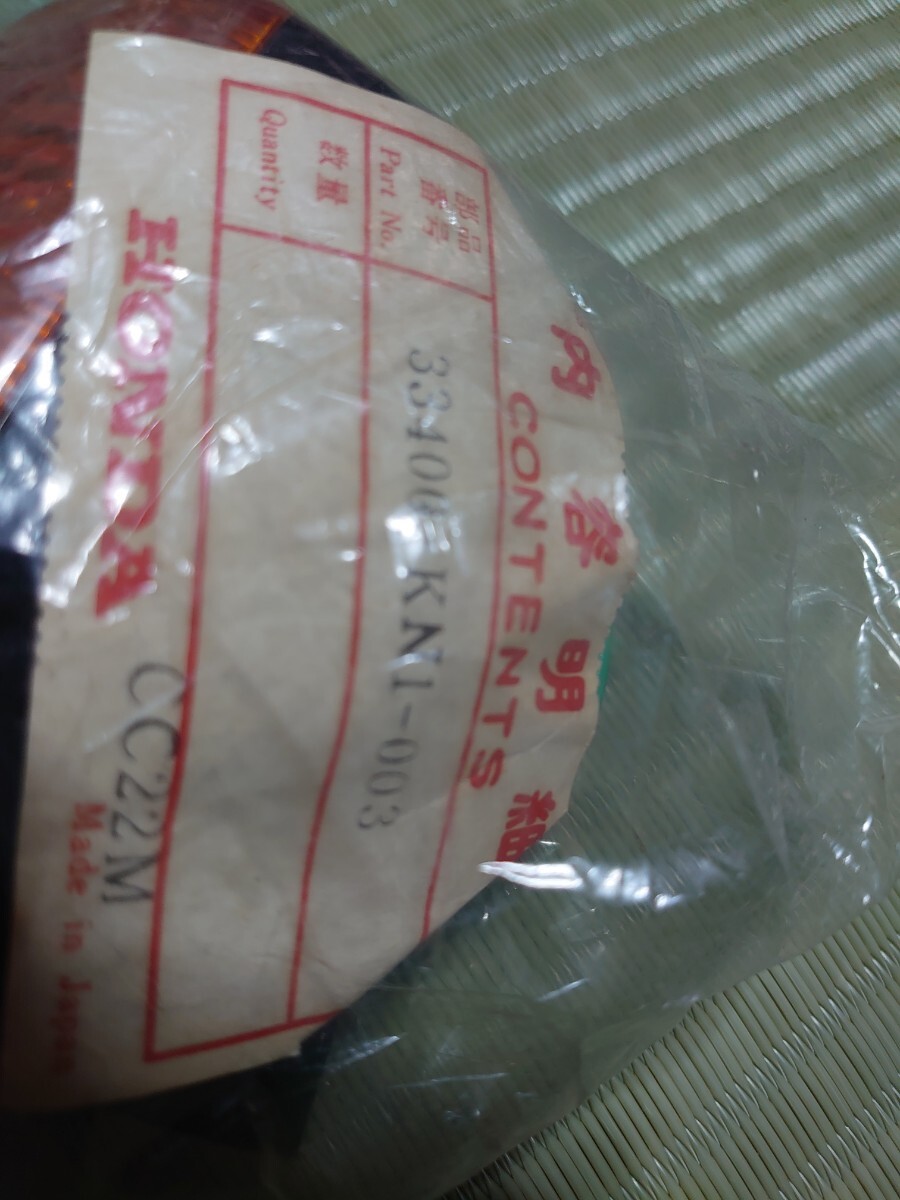 内容明細
CONTENTS
部品
番号
Part No.
33400-KN1-003
数量
Quantity
HONDA
CC22M
Made in Japan